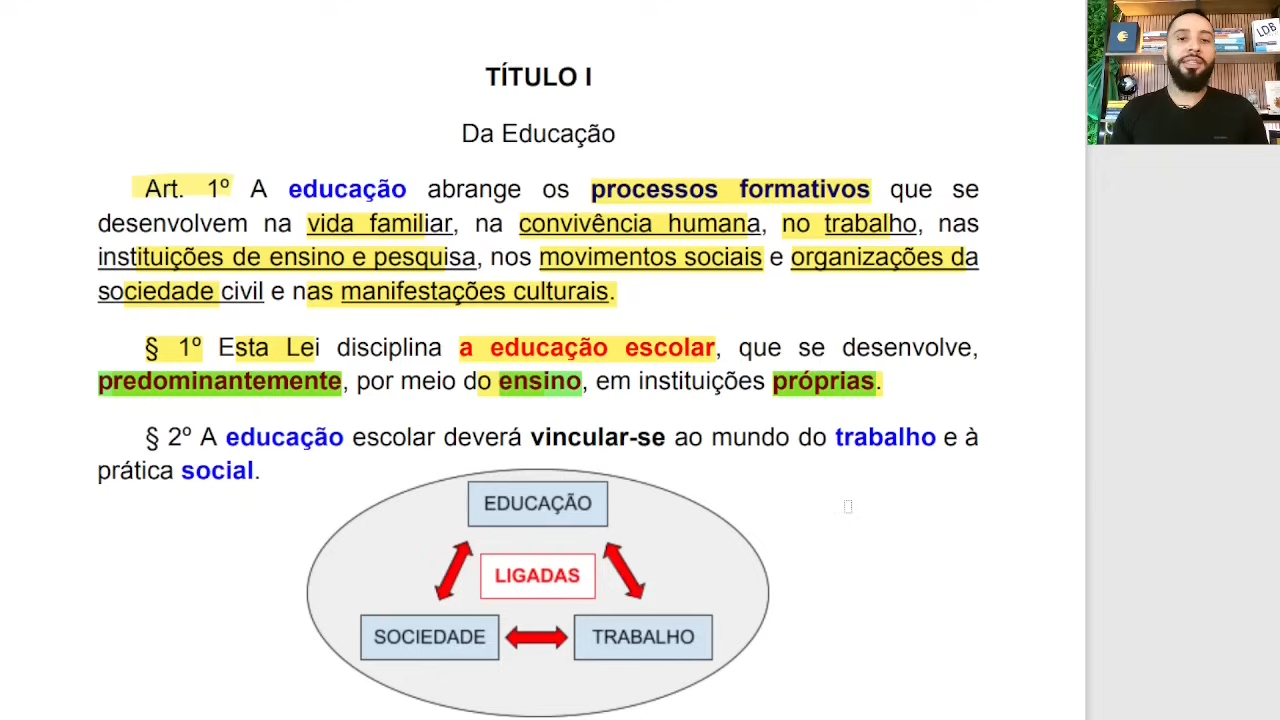 TÍTULO I
Da Educação
Art. 1º A educação abrange os processos formativos que se
desenvolvem na vida familiar, na convivência humana, no trabalho, nas
instituições de ensino e pesquisa, nos movimentos sociais e organizações da
sociedade civil e nas manifestações culturais.
§ 1º Esta Lei disciplina a educação escolar, que se desenvolve,
predominantemente, por meio do ensino, em instituições próprias.
§ 2º A educação escolar deverá vincular-se ao mundo do trabalho e à
prática social.
EDUCAÇÃO
LIGADAS
SOCIEDADE
TRABALHO
LDB